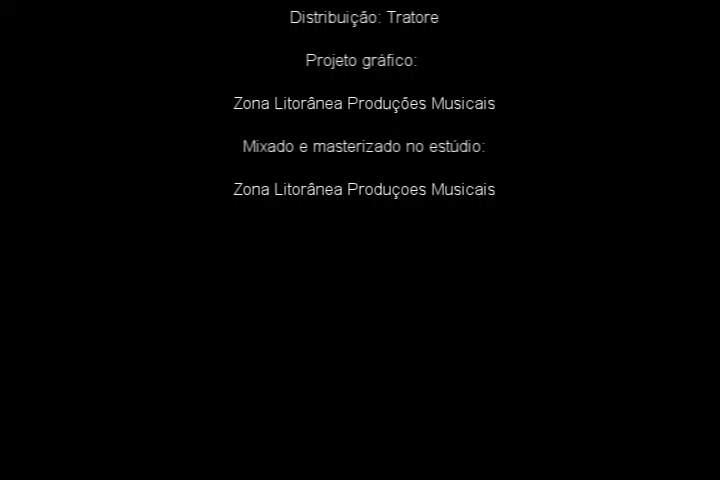 Distribuição: Tratore
Projeto gráfico:
Zona Litorânea Produções Musicais
Mixado e masterizado no estúdio:
Zona Litorânea Produçoes Musicais